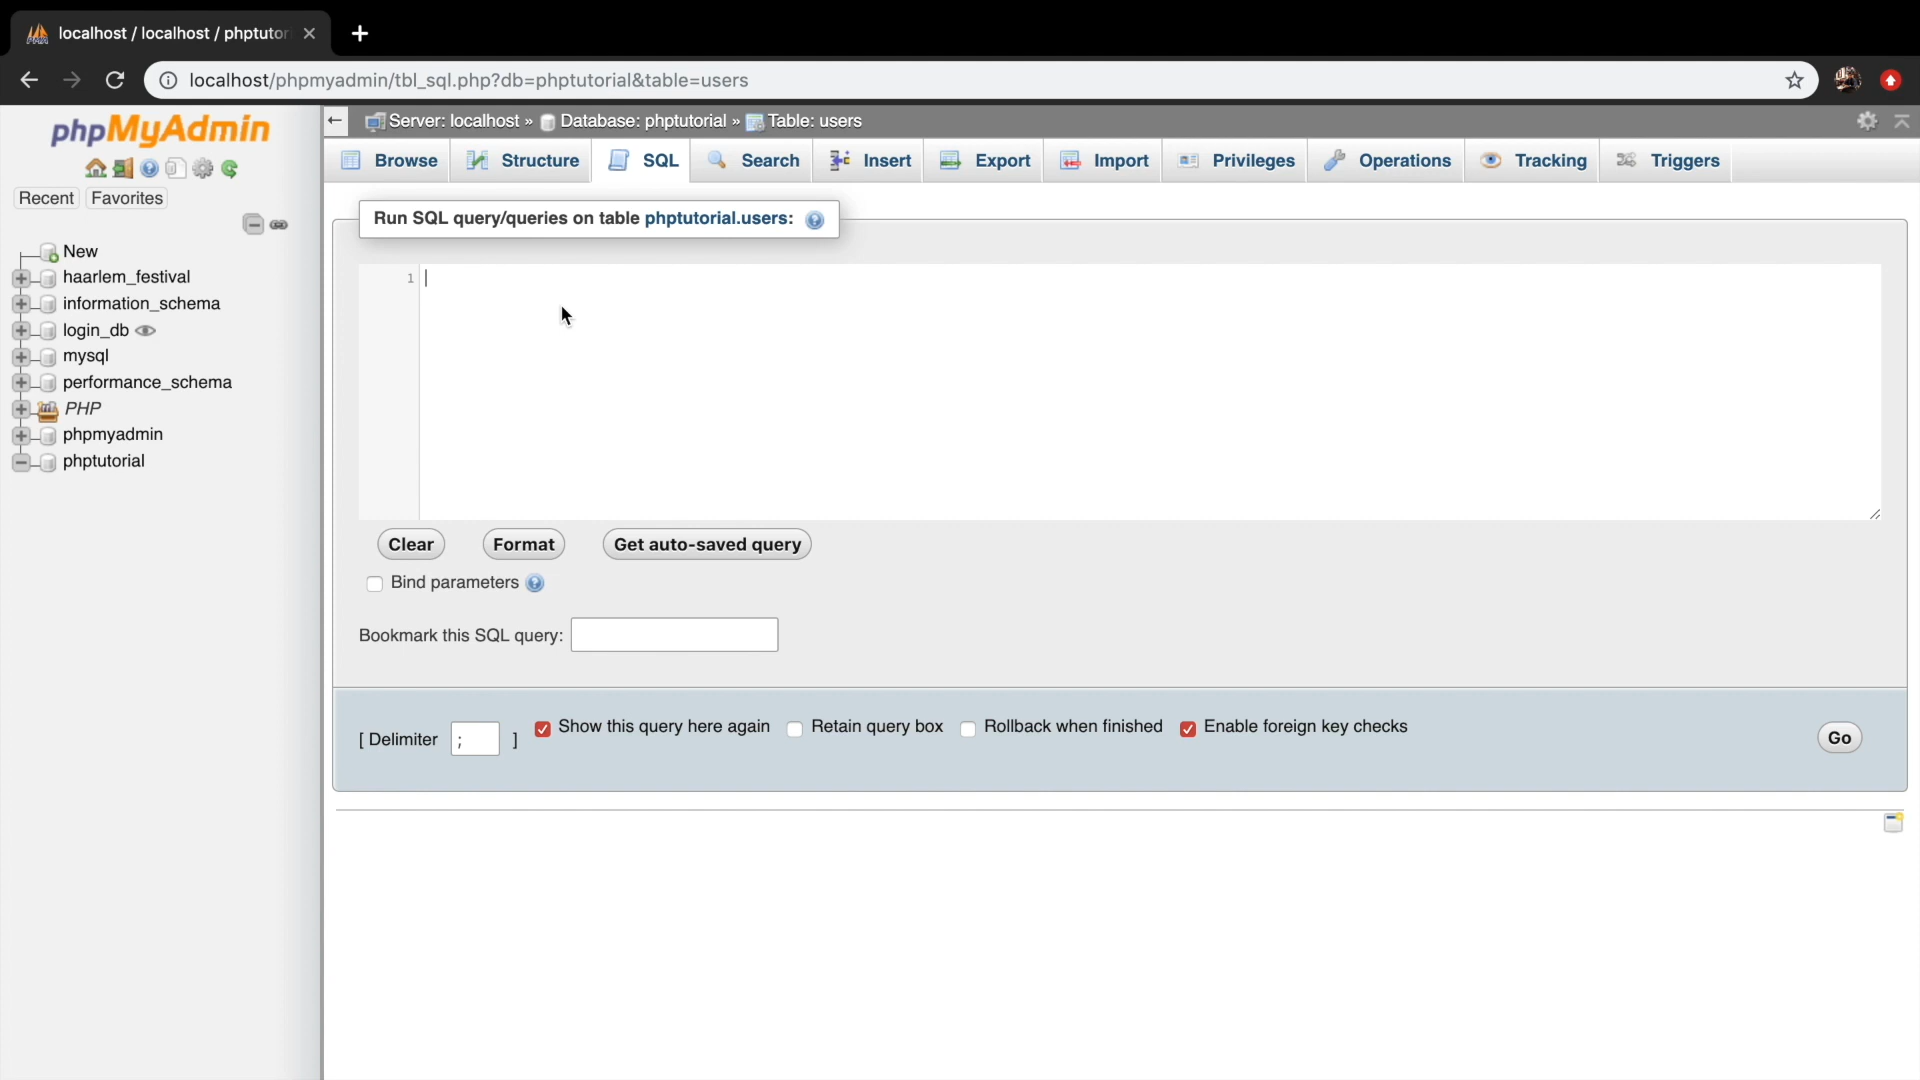 localhost / localhost / phptutor
localhost/phpmyadmin/tbl_sql.php?db=phptutorial&table=users
phpMyAdmin
Recent Favorites
New
haarlem_festival
information_schema
login_db
mysql
performance_schema
PHP
phpmyadmin
phptutorial
Server: localhost » Database: phptutorial » Table: users
Browse Structure SQL Search Insert Export Import Privileges Operations Tracking Triggers
Run SQL query/queries on table phptutorial.users:
1
Clear Format Get auto-saved query
Bind parameters
Bookmark this SQL query:
[ Delimiter ; ] Show this query here again Retain query box Rollback when finished Enable foreign key checks Go